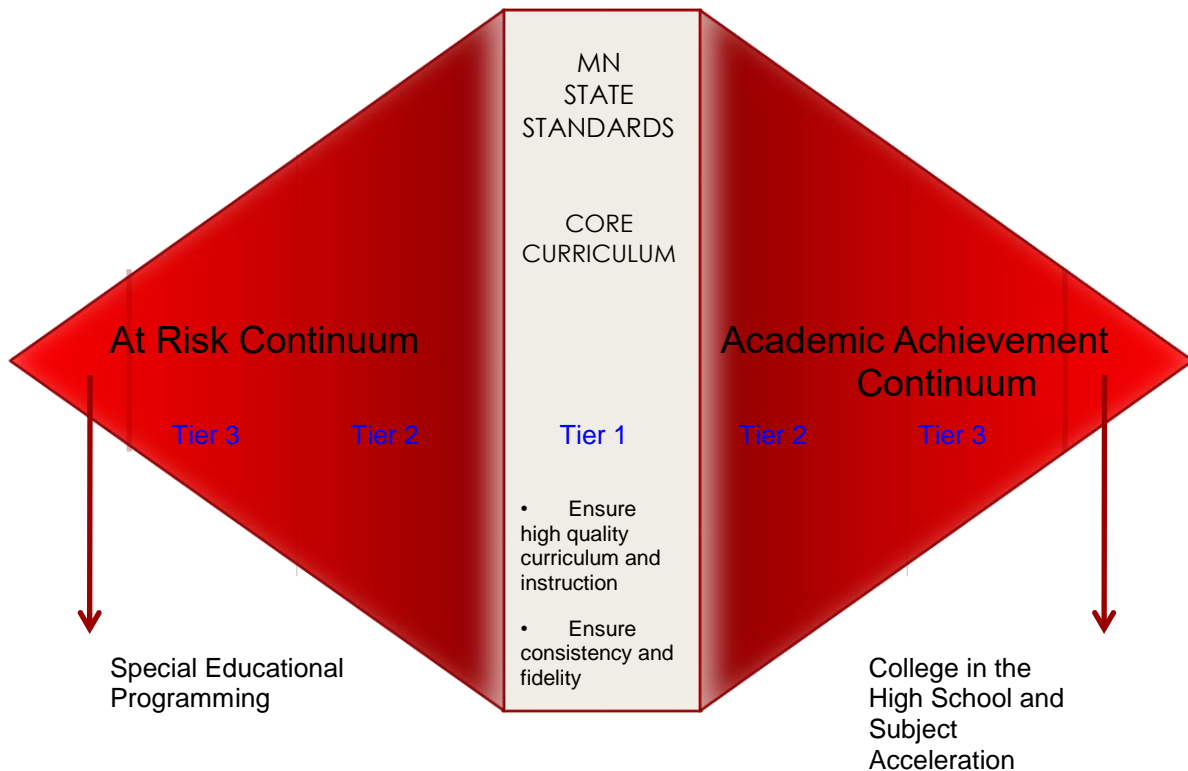 MN
STATE
STANDARDS
CORE
CURRICULUM
At Risk Continuum
Academic Achievement
Continuum
Tier 3
Tier 2
Tier 1
Tier 2
Tier 3
• Ensure
high quality
curriculum and
instruction
• Ensure
consistency and
fidelity
Special Educational
Programming
College in the
High School and
Subject
Acceleration